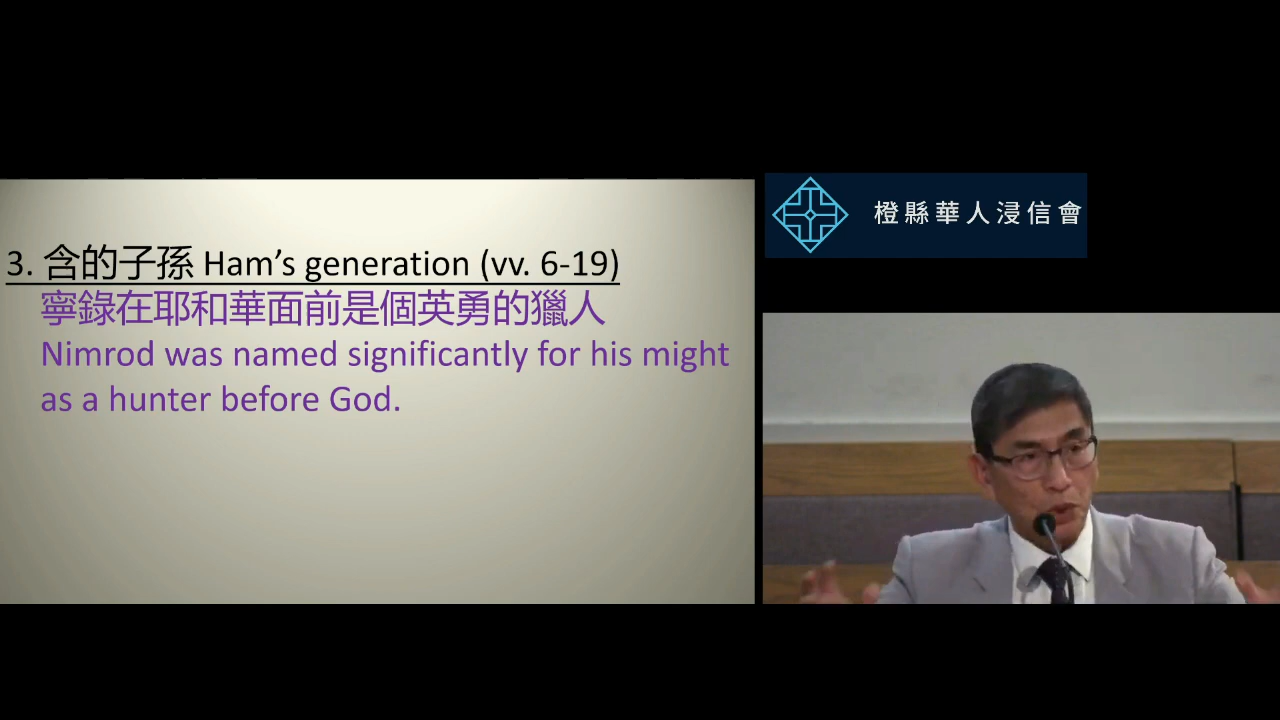 3. 含的子孫 Ham’s generation (vv. 6-19)
寧錄在耶和華面前是個英勇的獵人
Nimrod was named significantly for his might
as a hunter before God.
橙縣華人浸信會